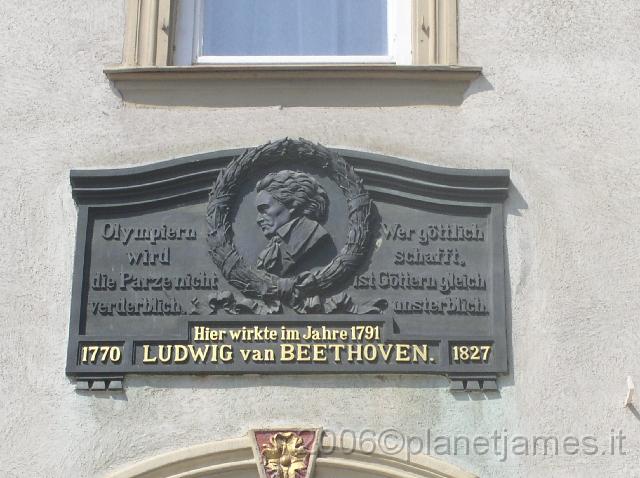 Olympiern
wird
die Parze nicht
verderblich.
Wer göttlich
schafft,
ist Göttern gleich
unsterblich.
Hier wirkte im Jahre 1791
1770 LUDWIG van BEETHOVEN. 1827
2006©planetjames.it